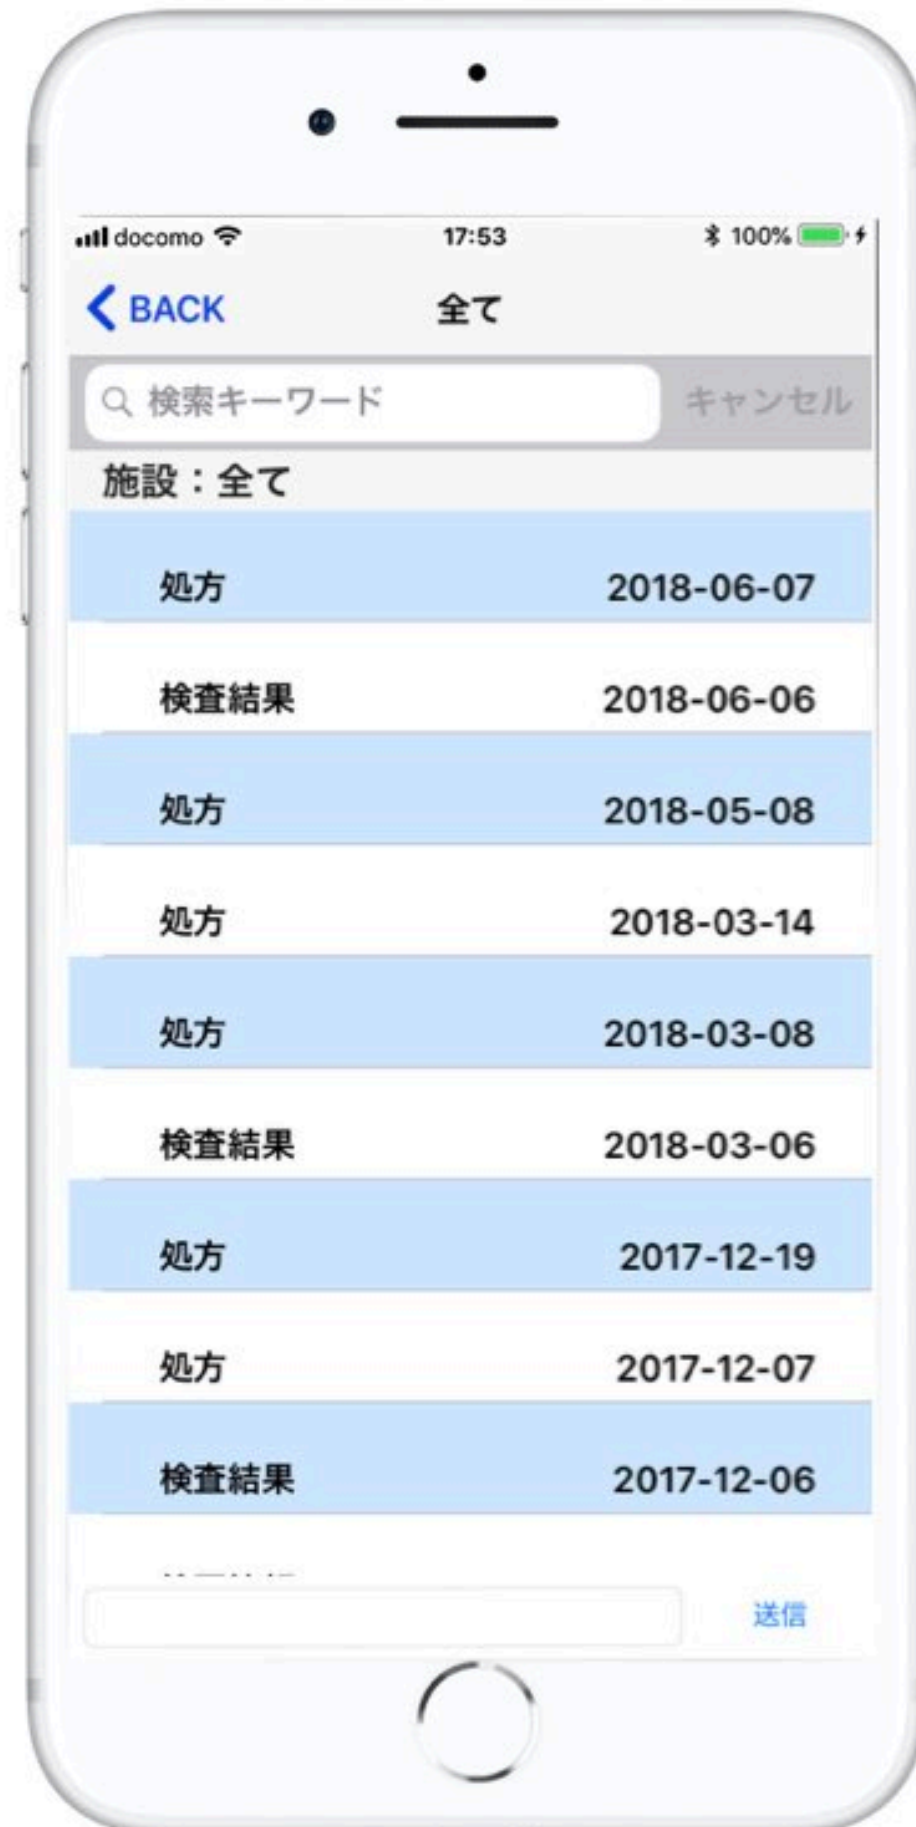 docomo 17:53 100%
BACK 全て
検索キーワード キャンセル
施設：全て
処方 2018-06-07
検査結果 2018-06-06
処方 2018-05-08
処方 2018-03-14
処方 2018-03-08
検査結果 2018-03-06
処方 2017-12-19
処方 2017-12-07
検査結果 2017-12-06
送信